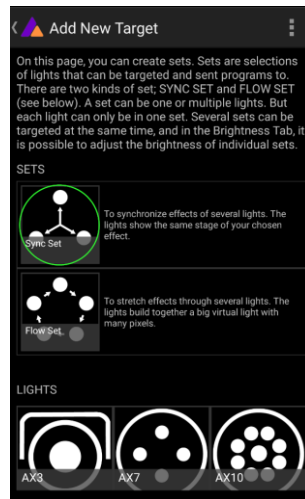 Add New Target
On this page, you can create sets. Sets are selections
of lights that can be targeted and sent programs to.
There are two kinds of set; SYNC SET and FLOW SET
(see below). A set can be one or multiple lights. But
each light can only be in one set. Several sets can be
targeted at the same time, and in the Brightness Tab, it
is possible to adjust the brightness of individual sets.
SETS
To synchronize effects of several lights. The
lights show the same stage of your chosen
effect.
Sync Set
To stretch effects through several lights. The
lights build together a big virtual light with
many pixels.
Flow Set
LIGHTS
AX3
AX7
AX10